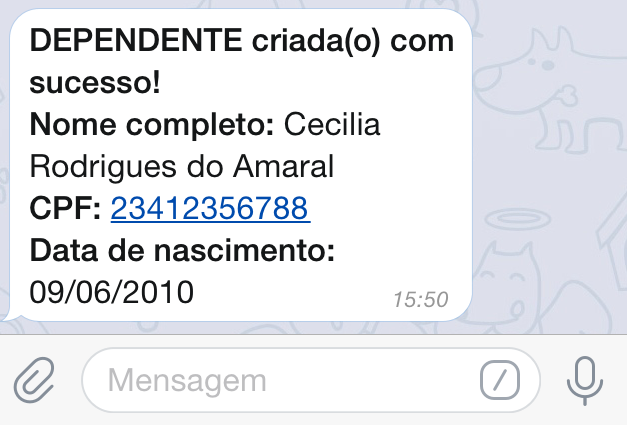 DEPENDENTE criada(o) com
sucesso!
Nome completo: Cecilia
Rodrigues do Amaral
CPF: 23412356788
Data de nascimento:
09/06/2010
15:50
Mensagem